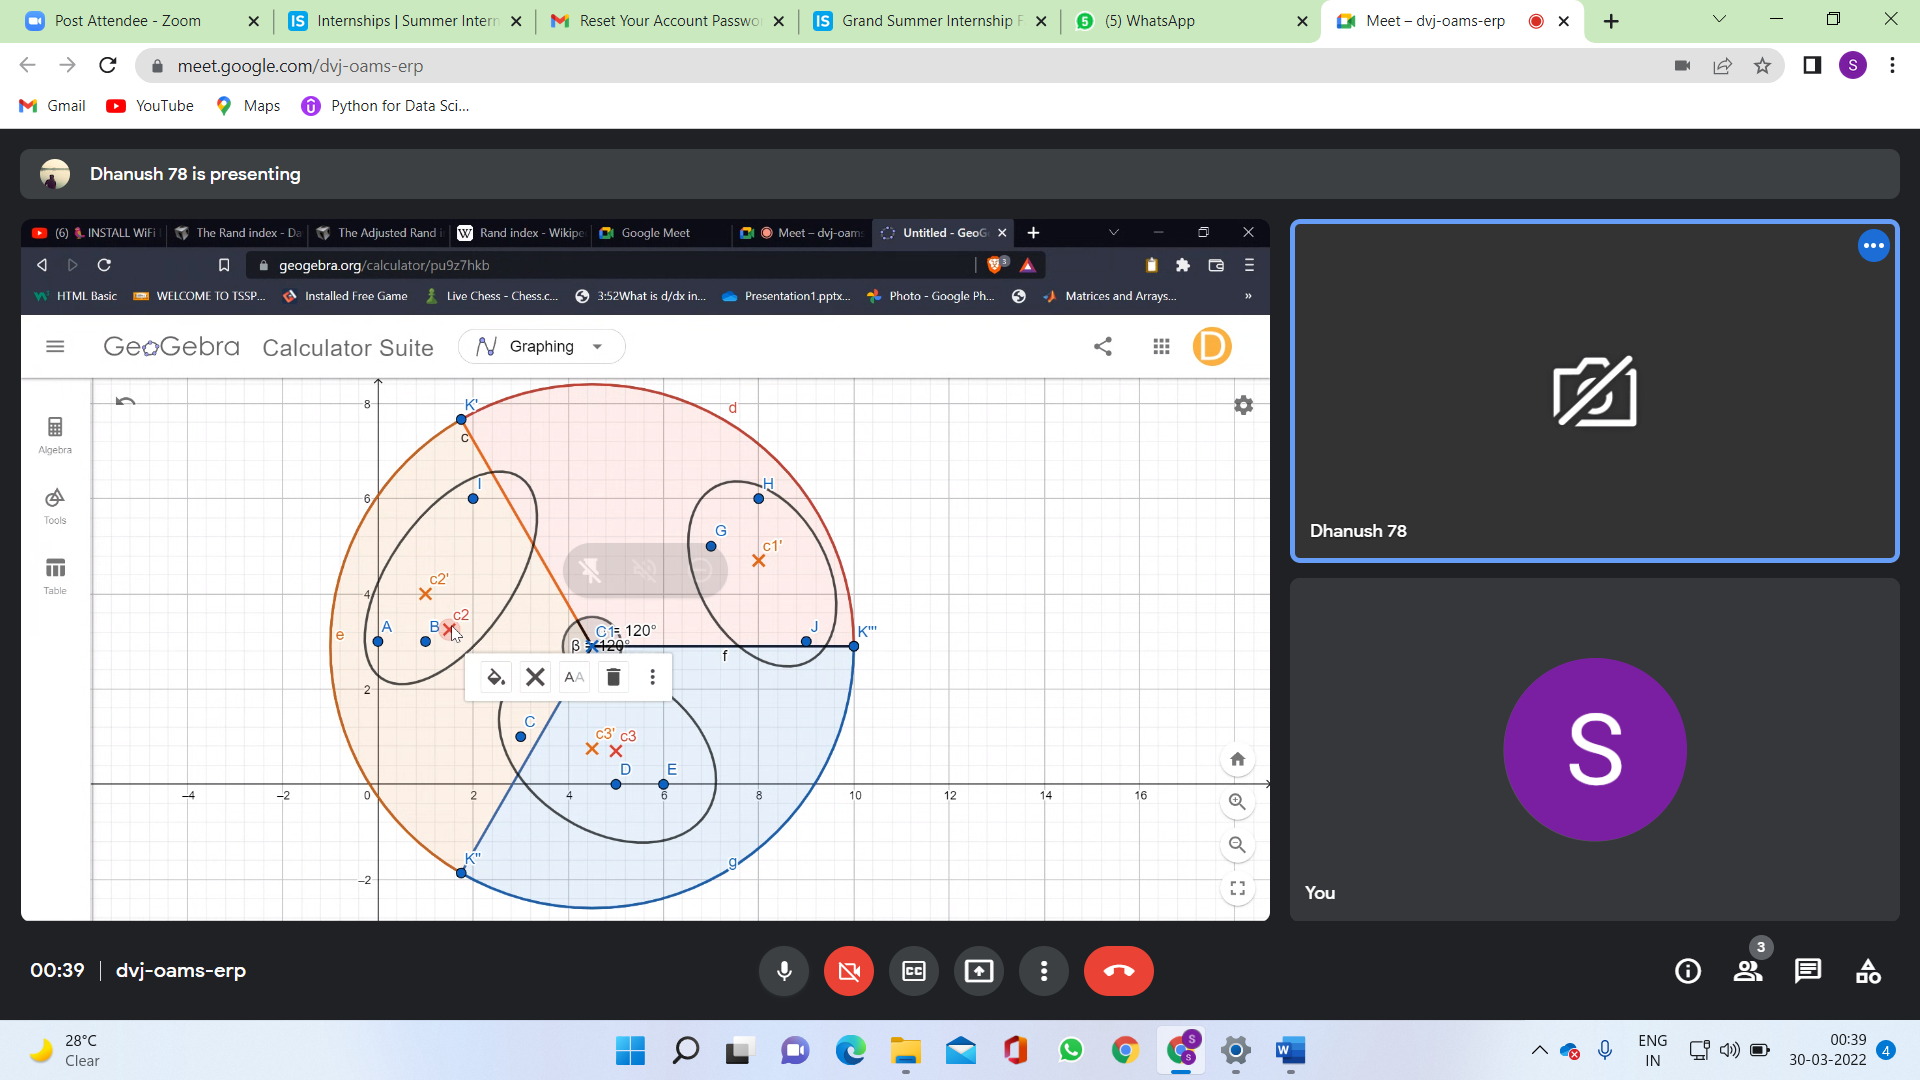 Post Attendee - Zoom
Internships | Summer Intern
Reset Your Account Passwo
Grand Summer Internship F
(5) WhatsApp
Meet – dvj-oams-erp
meet.google.com/dvj-oams-erp
S
Gmail
YouTube
Maps
Python for Data Sci...
Dhanush 78 is presenting
(6) INSTALL WiFi
The Rand index - Da
The Adjusted Rand i
Rand index - Wikipe
Google Meet
Meet – dvj-oam
Untitled - GeoG
geogebra.org/calculator/pu9z7hkb
HTML Basic
WELCOME TO TSSP...
Installed Free Game
Live Chess - Chess.c...
3:52What is d/dx in...
Presentation1.pptx...
Photo - Google Ph...
Matrices and Arrays...
»
GeoGebra
Calculator Suite
Graphing
D
Algebra
Tools
Table
8
6
4
2
–2
–4
–2
0
2
4
6
8
10
12
14
16
K'
c
d
I
H
G
c1'
c2'
c2
A
B
e
C1
= 120°
β = 120°
J
K'''
f
AA
C
c3'
c3
D
E
K''
g
Dhanush 78
S
You
00:39 | dvj-oams-erp
CC
3
28°C
Clear
ENG
IN
00:39
30-03-2022
4